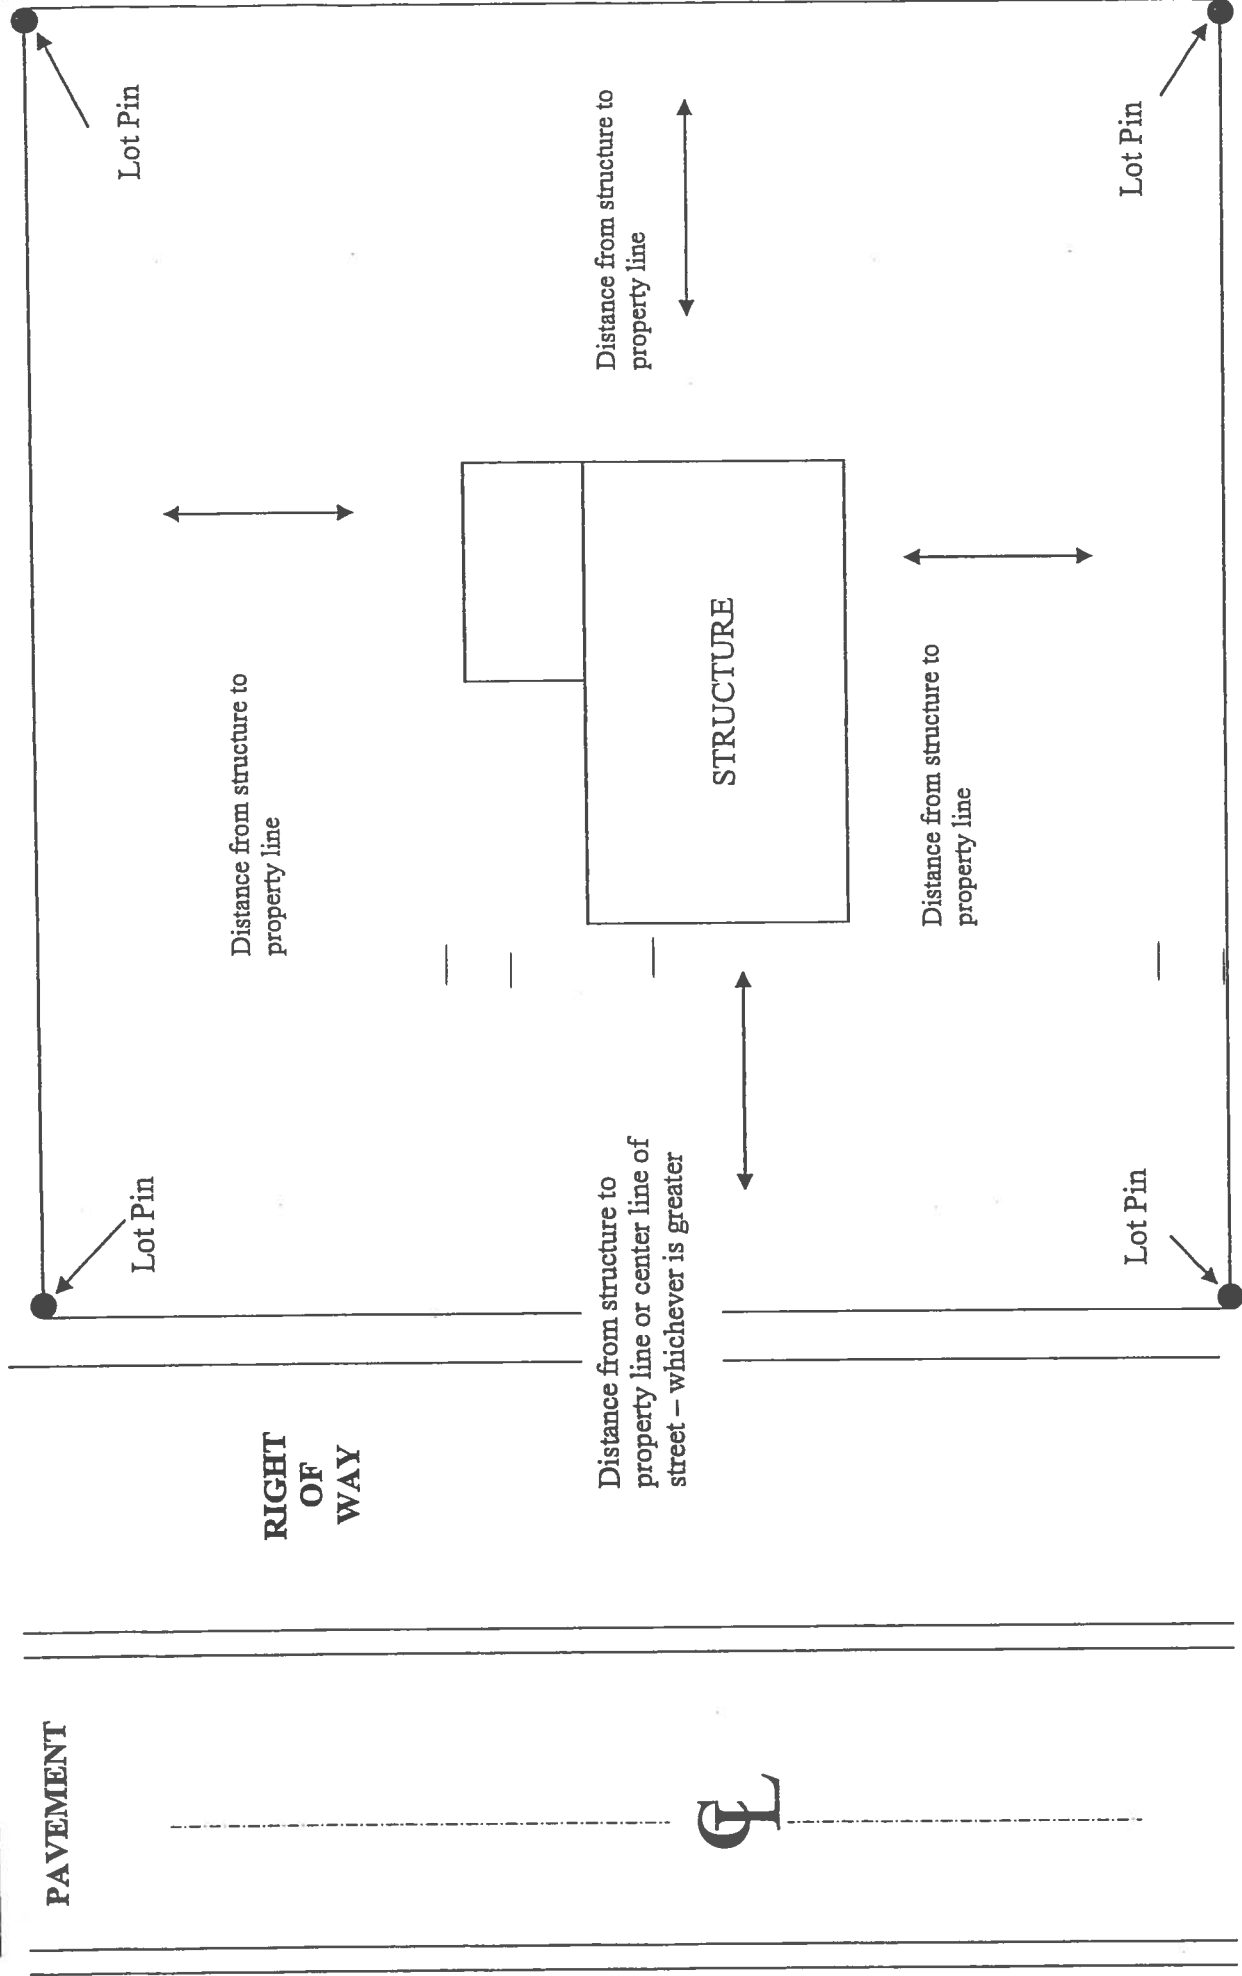 PAVEMENT
Lot Pin
Lot Pin
Distance from structure to
property line
RIGHT
OF
WAY
Distance from structure to
property line or center line of
street – whichever is greater
Distance from structure to
property line
STRUCTURE
CL
Distance from structure to
property line
Lot Pin
Lot Pin